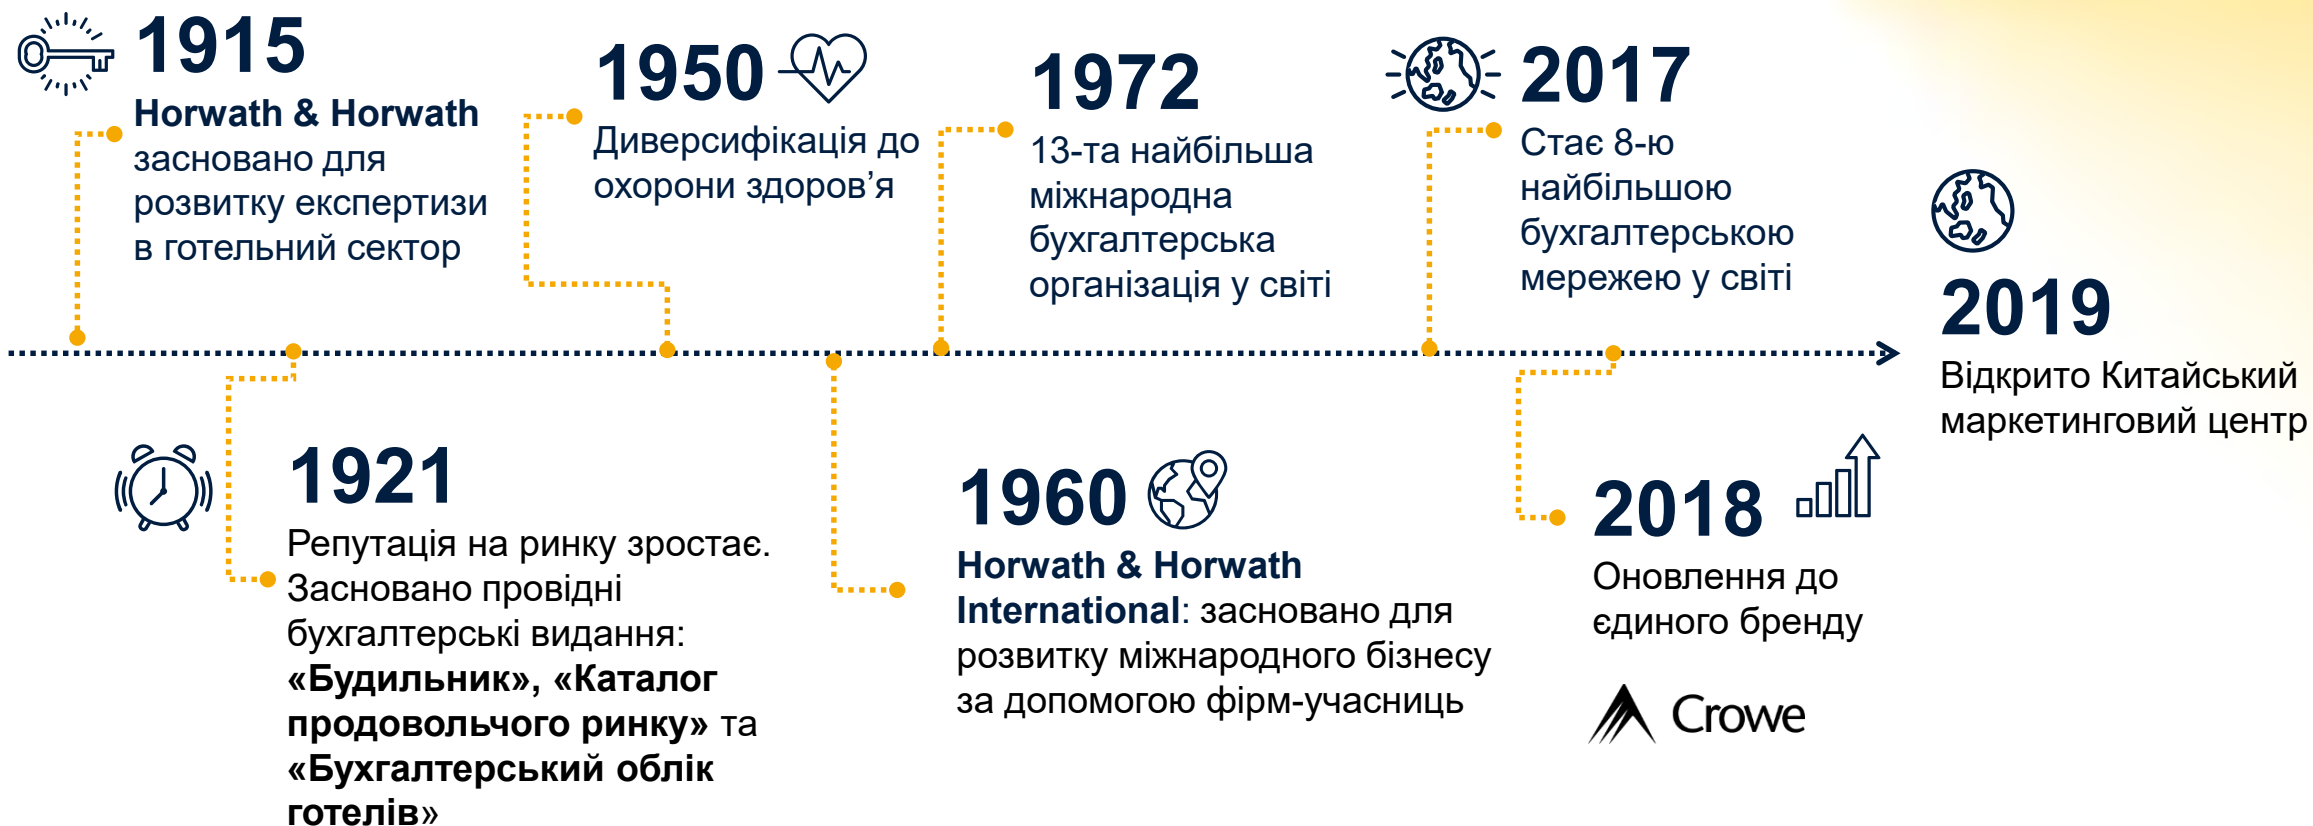 1915
Horwath & Horwath
засновано для
розвитку експертизи
в готельний сектор
1950
Диверсифікація до
охорони здоров’я
1972
13-та найбільша
міжнародна
бухгалтерська
організація у світі
2017
Стає 8-ю
найбільшою
бухгалтерською
мережею у світі
2019
Відкрито Китайський
маркетинговий центр
1921
Репутація на ринку зростає.
Засновано провідні
бухгалтерські видання:
«Будильник», «Каталог
продовольчого ринку» та
«Бухгалтерський облік
готелів»
1960
Horwath & Horwath
International: засновано для
розвитку міжнародного бізнесу
за допомогою фірм-учасниць
2018
Оновлення до
єдиного бренду
Crowe